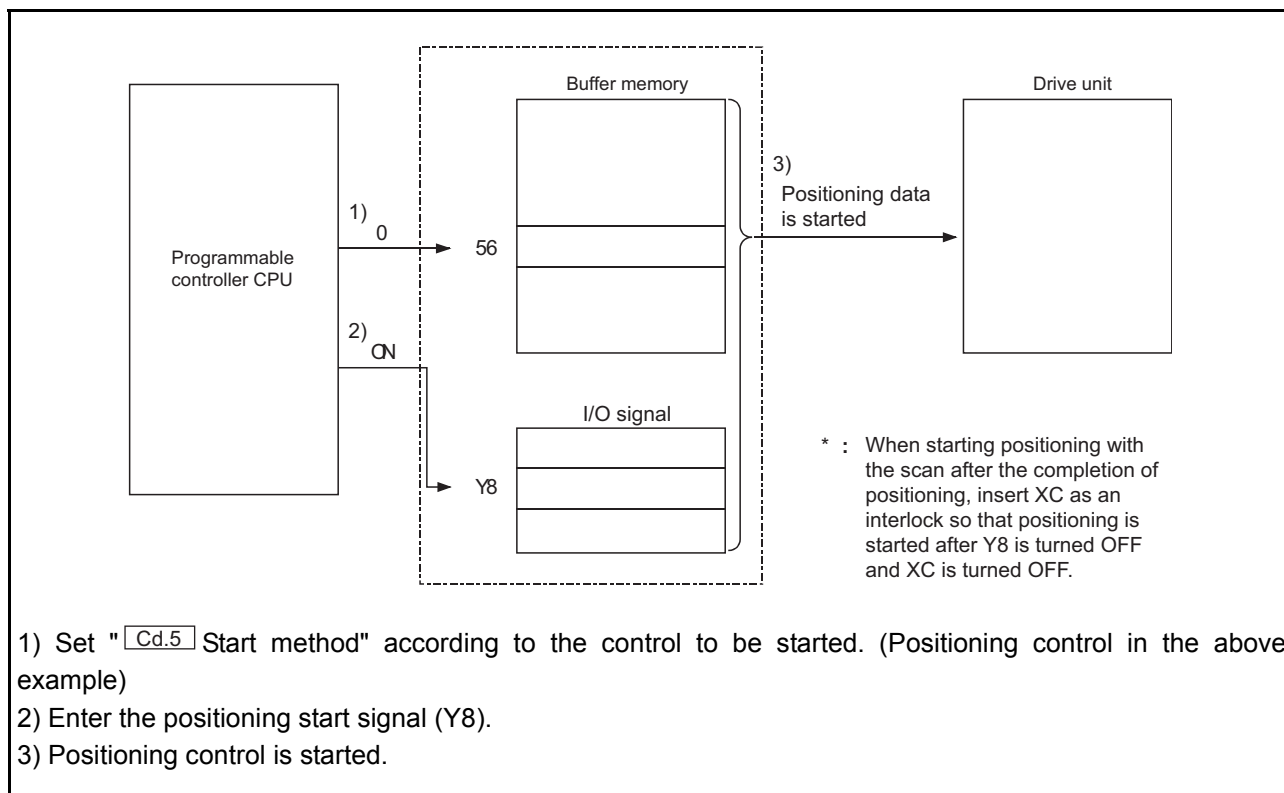 Buffer memory
Drive unit
3)
Positioning data
is started
1)
0
56
Programmable
controller CPU
2)
ON
I/O signal
Y8
* : When starting positioning with
the scan after the completion of
positioning, insert XC as an
interlock so that positioning is
started after Y8 is turned OFF
and XC is turned OFF.
1) Set " Cd.5 Start method" according to the control to be started. (Positioning control in the above
example)
2) Enter the positioning start signal (Y8).
3) Positioning control is started.